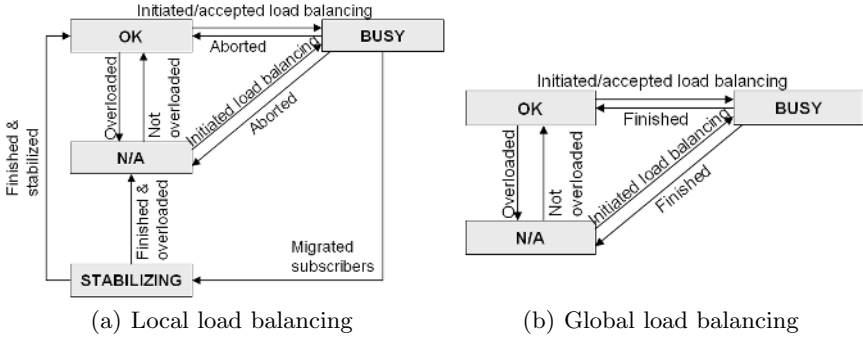 Initiated/accepted load balancing
OK
BUSY
Aborted
Overloaded
Not
overloaded
Initiated load balancing
Aborted
N/A
Finished &
stabilized
Finished &
overloaded
Migrated
subscribers
STABILIZING
(a) Local load balancing
Initiated/accepted load balancing
OK
BUSY
Finished
Overloaded
Not
overloaded
Initiated load balancing
Finished
N/A
(b) Global load balancing